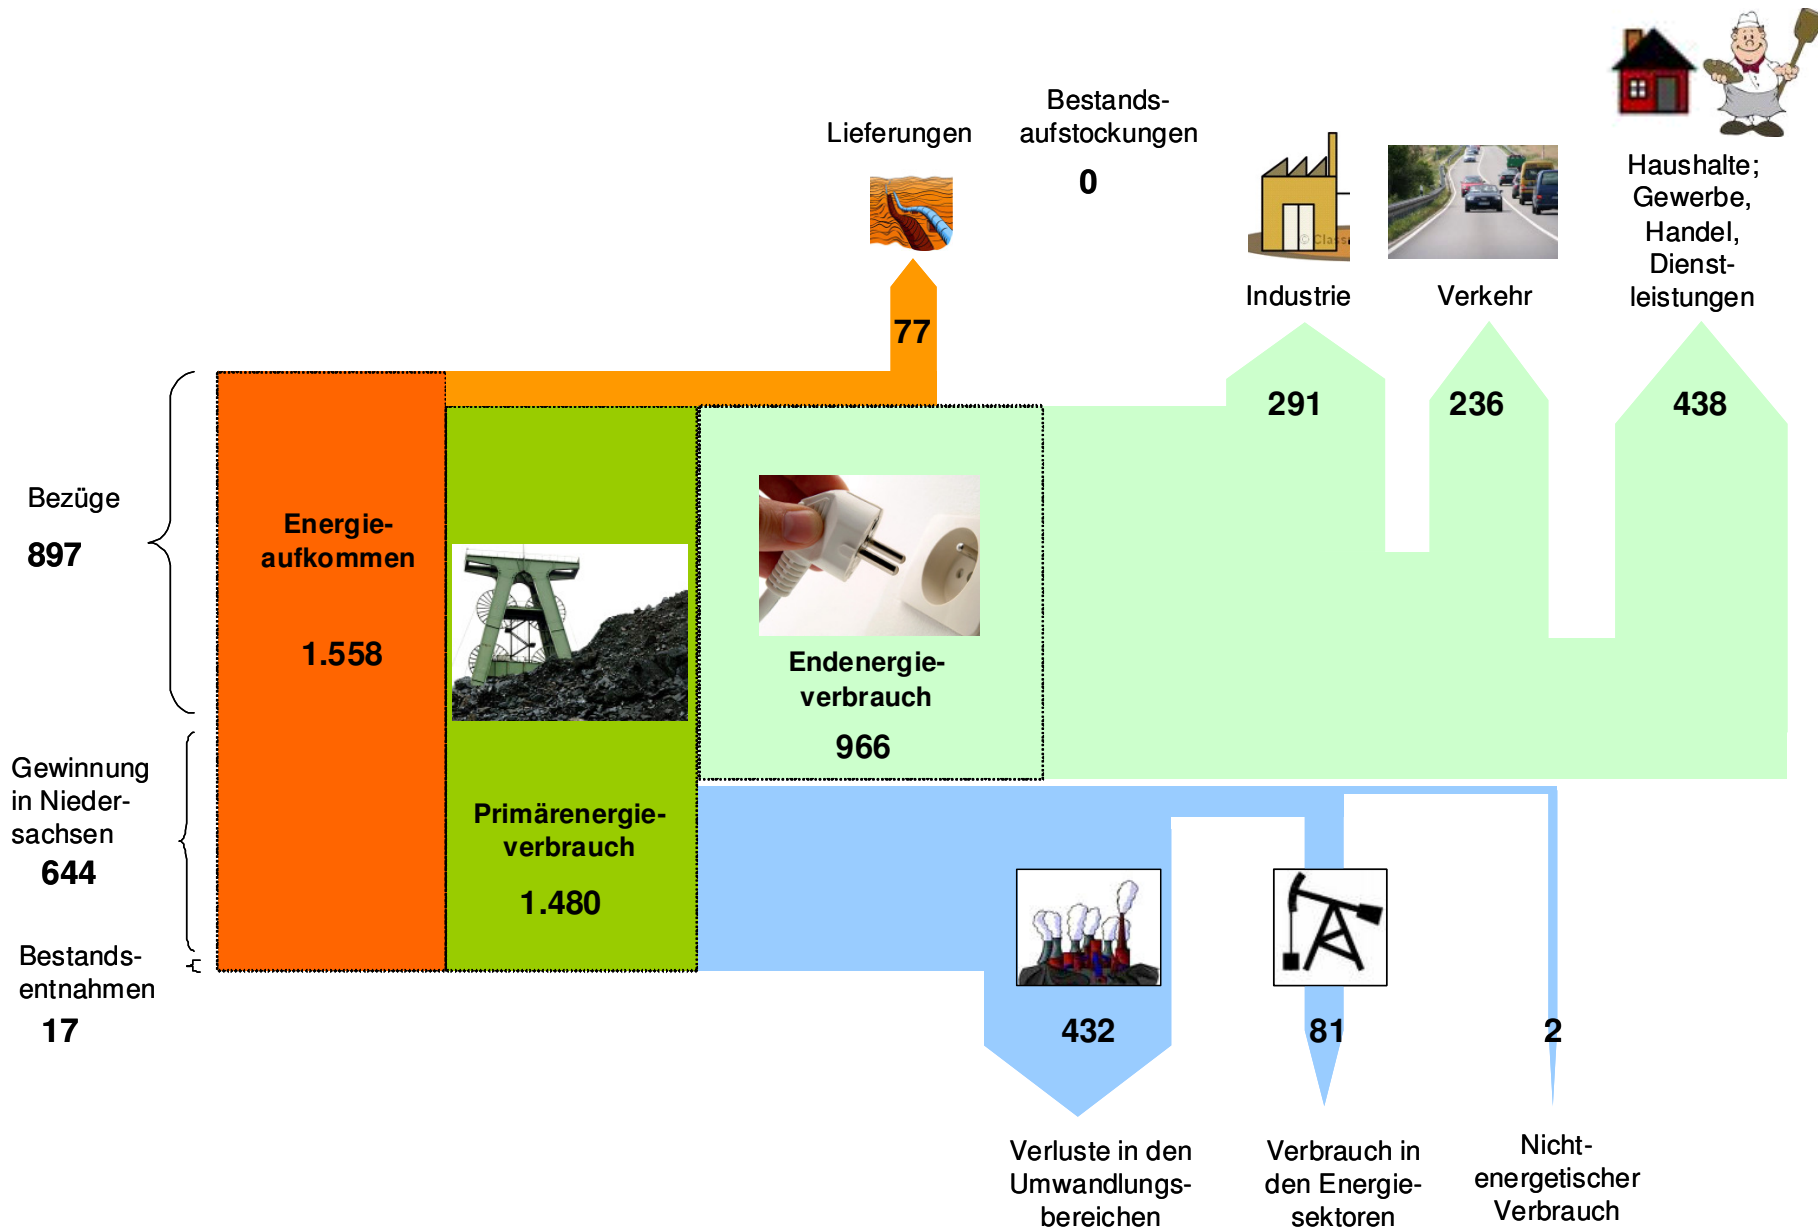 Bestands-
aufstockungen
0
Lieferungen
77
© Class
Industrie
291
Verkehr
236
Haushalte;
Gewerbe,
Handel,
Dienst-
leistungen
438
Bezüge
897
Gewinnung
in Nieder-
sachsen
644
Bestands-
entnahmen
17
Energie-
aufkommen
1.558
Primärenergie-
verbrauch
1.480
Endenergie-
verbrauch
966
432
Verluste in den
Umwandlungs-
bereichen
81
Verbrauch in
den Energie-
sektoren
2
Nicht-
energetischer
Verbrauch